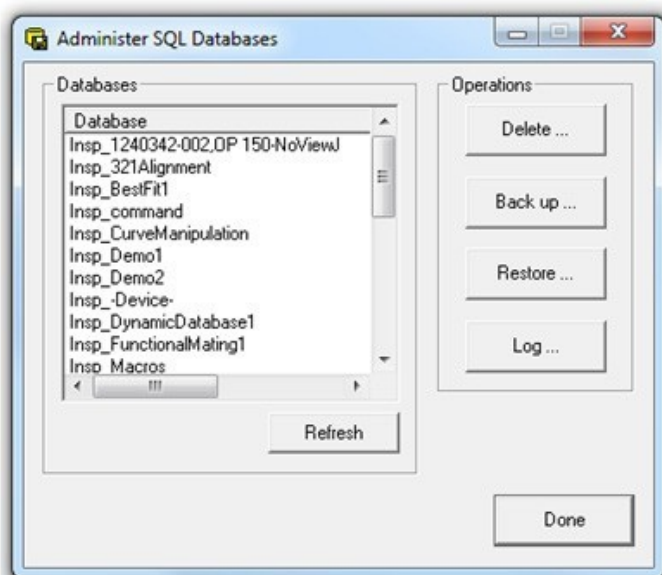 Administer SQL Databases
Databases
Database
Insp_1240342-002,OP 150-NoViewJ
Insp_321Alignment
Insp_BestFit1
Insp_command
Insp_CurveManipulation
Insp_Demo1
Insp_Demo2
Insp_-Device-
Insp_DynamicDatabase1
Insp_FunctionalMating1
Insp_Macros
Refresh
Operations
Delete ...
Back up ...
Restore ...
Log ...
Done